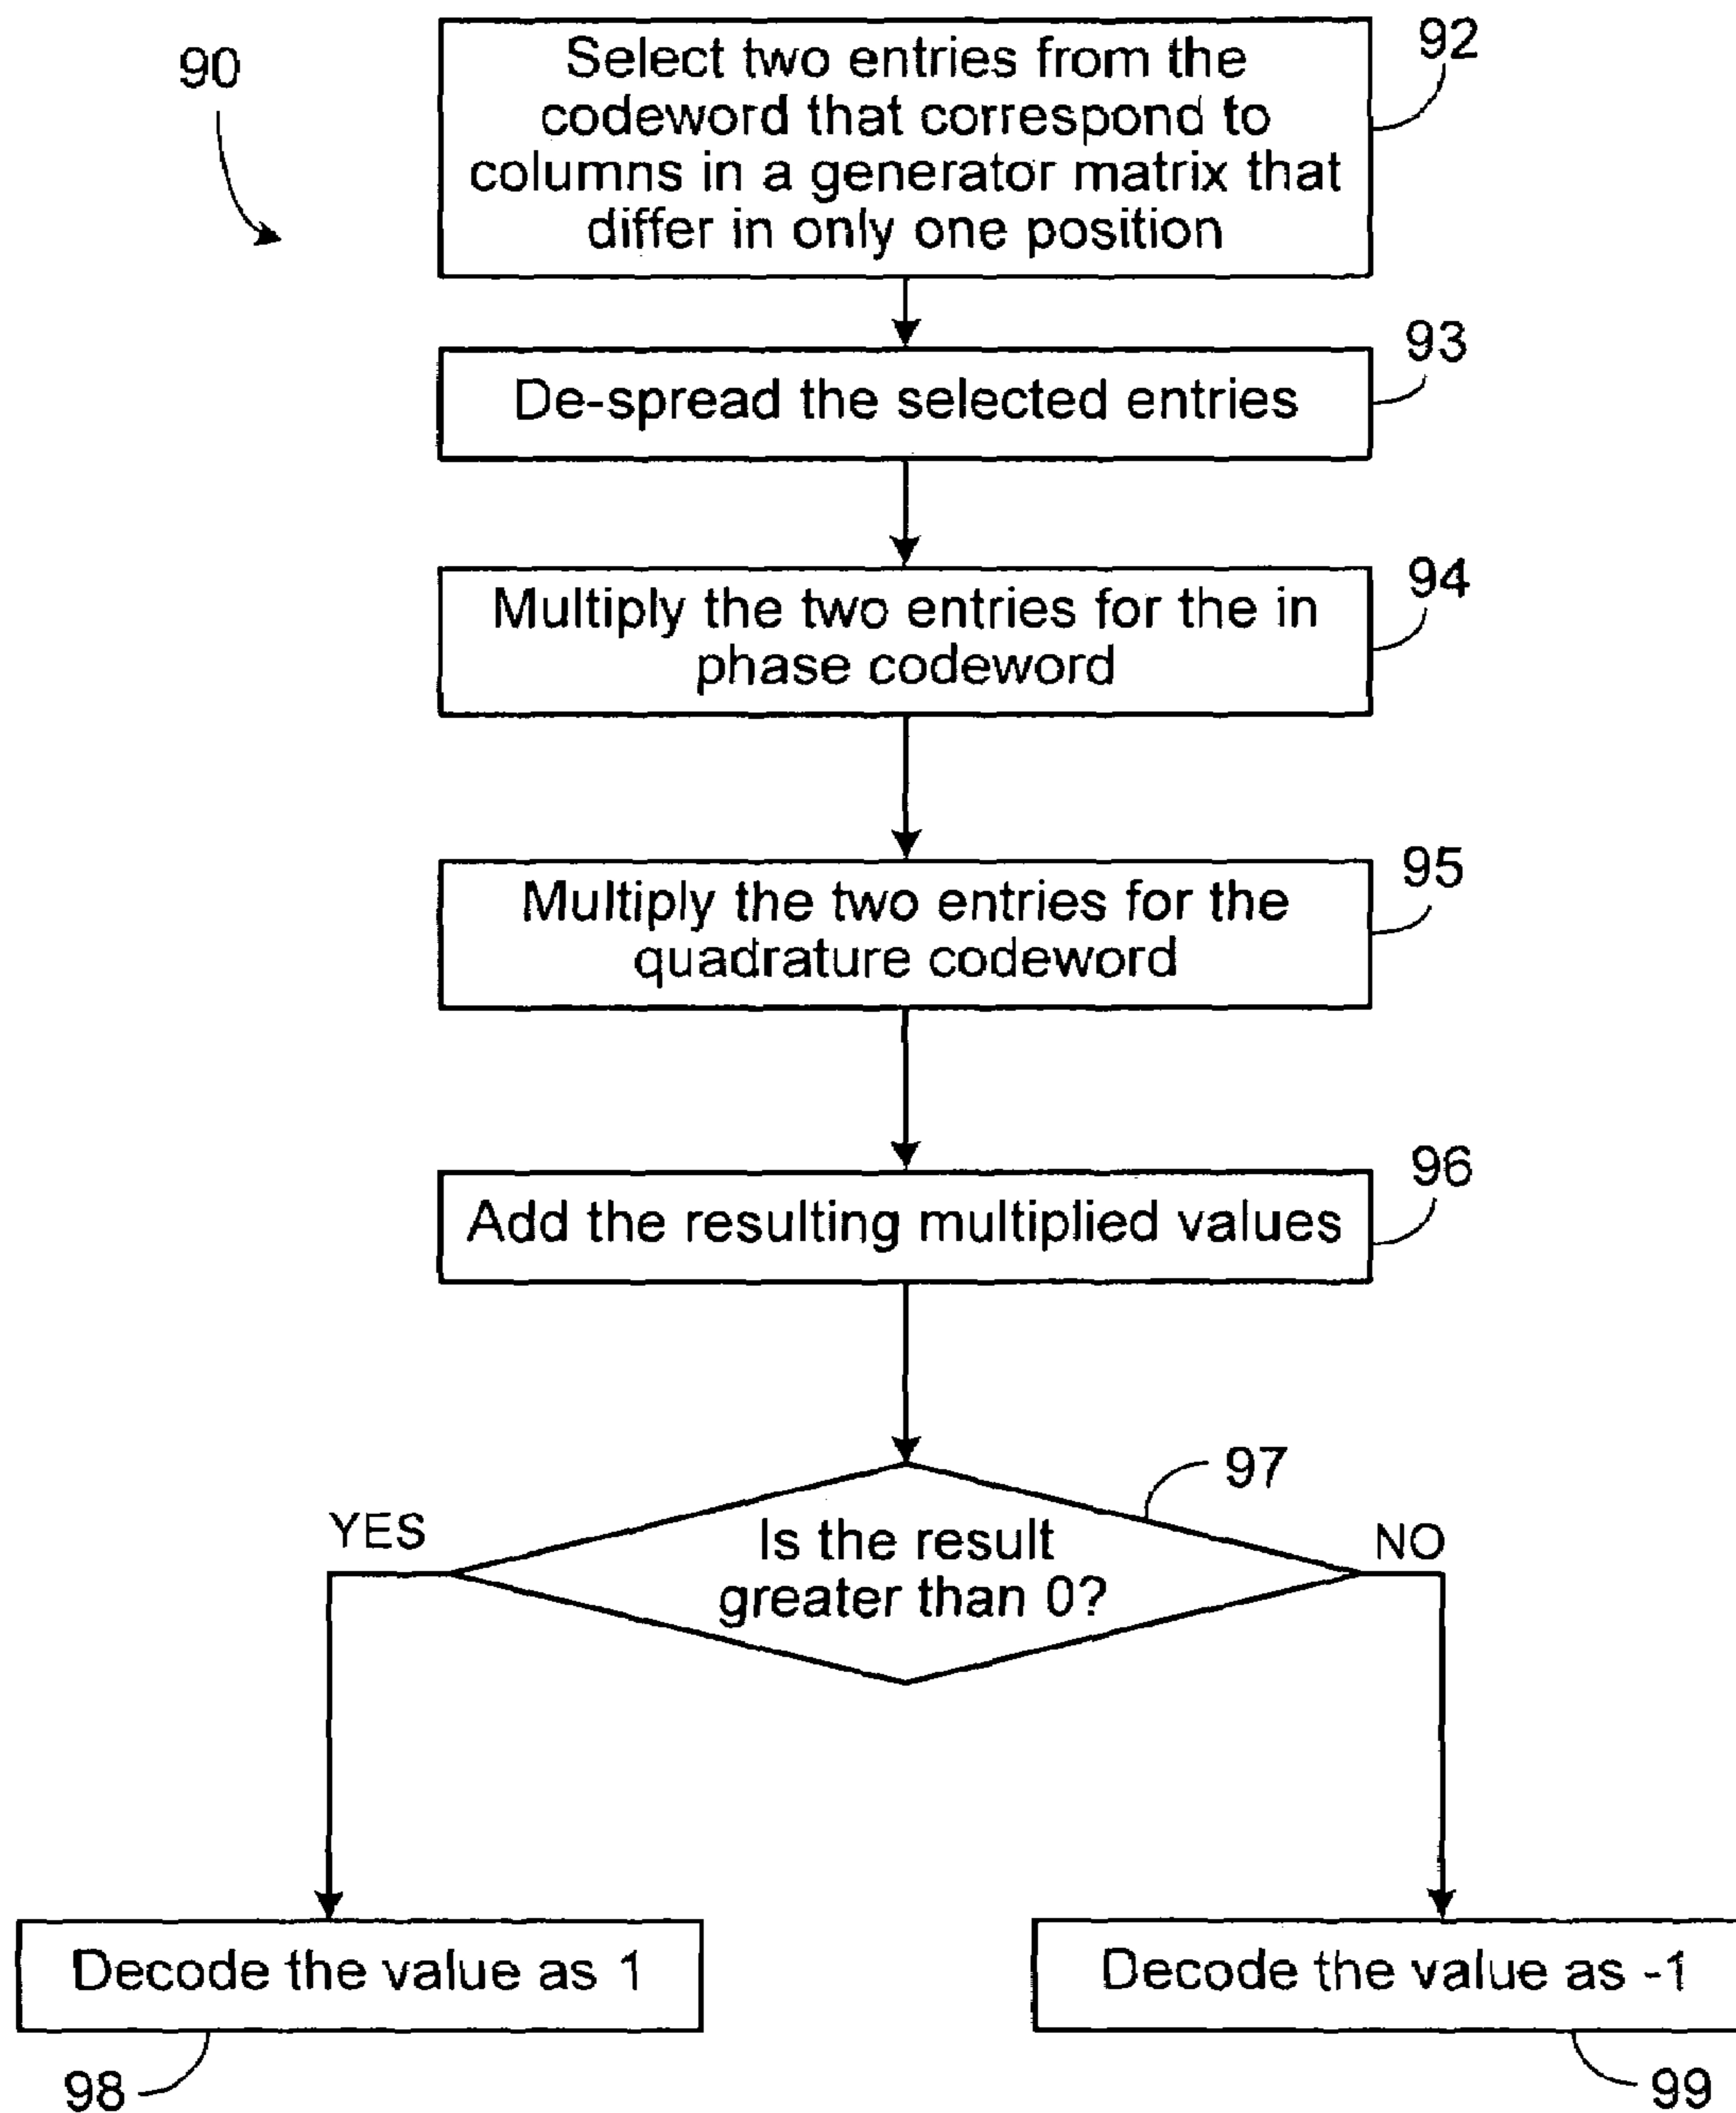 90
Select two entries from the
codeword that correspond to
columns in a generator matrix that
differ in only one position
92
De-spread the selected entries
93
Multiply the two entries for the in
phase codeword
94
Multiply the two entries for the
quadrature codeword
95
Add the resulting multiplied values
96
Is the result
greater than 0?
97
YES
NO
Decode the value as 1
98
Decode the value as -1
99